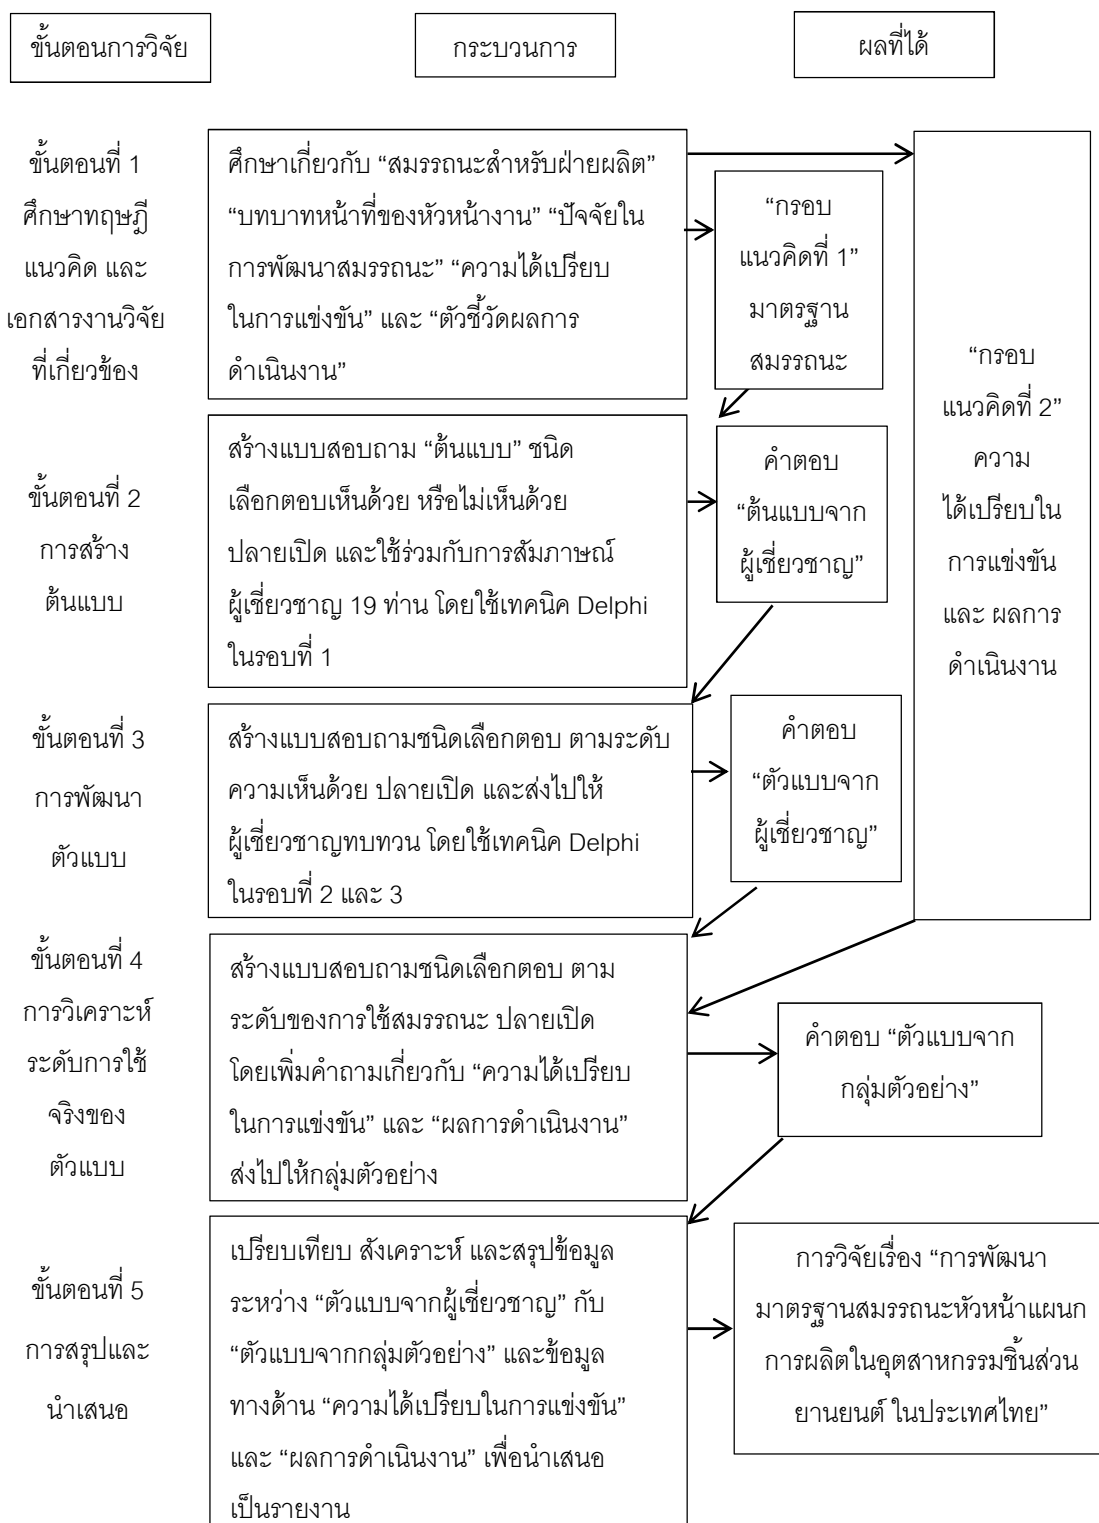 ขั้นตอนการวิจัย
กระบวนการ
ผลที่ได้
ขั้นตอนที่ 1
ศึกษาทฤษฎี
แนวคิด และ
เอกสารงานวิจัย
ที่เกี่ยวข้อง
ศึกษาเกี่ยวกับ “สมรรถนะสำหรับฝ่ายผลิต”
“บทบาทหน้าที่ของหัวหน้างาน” “ปัจจัยใน
การพัฒนาสมรรถนะ” “ความได้เปรียบ
ในการแข่งขัน” และ “ตัวชี้วัดผลการ
ดำเนินงาน”
“กรอบ
แนวคิดที่ 1”
มาตรฐาน
สมรรถนะ
“กรอบ
แนวคิดที่ 2”
ความ
ได้เปรียบใน
การแข่งขัน
และ ผลการ
ดำเนินงาน
ขั้นตอนที่ 2
การสร้าง
ต้นแบบ
สร้างแบบสอบถาม “ต้นแบบ” ชนิด
เลือกตอบเห็นด้วย หรือไม่เห็นด้วย
ปลายเปิด และใช้ร่วมกับการสัมภาษณ์
ผู้เชี่ยวชาญ 19 ท่าน โดยใช้เทคนิค Delphi
ในรอบที่ 1
คำตอบ
“ต้นแบบจาก
ผู้เชี่ยวชาญ”
ขั้นตอนที่ 3
การพัฒนา
ตัวแบบ
สร้างแบบสอบถามชนิดเลือกตอบ ตามระดับ
ความเห็นด้วย ปลายเปิด และส่งไปให้
ผู้เชี่ยวชาญทบทวน โดยใช้เทคนิค Delphi
ในรอบที่ 2 และ 3
คำตอบ
“ตัวแบบจาก
ผู้เชี่ยวชาญ”
ขั้นตอนที่ 4
การวิเคราะห์
ระดับการใช้
จริงของ
ตัวแบบ
สร้างแบบสอบถามชนิดเลือกตอบ ตาม
ระดับของการใช้สมรรถนะ ปลายเปิด
โดยเพิ่มคำถามเกี่ยวกับ “ความได้เปรียบ
ในการแข่งขัน” และ “ผลการดำเนินงาน”
ส่งไปให้กลุ่มตัวอย่าง
คำตอบ “ตัวแบบจาก
กลุ่มตัวอย่าง”
ขั้นตอนที่ 5
การสรุปและ
นำเสนอ
เปรียบเทียบ สังเคราะห์ และสรุปข้อมูล
ระหว่าง “ตัวแบบจากผู้เชี่ยวชาญ” กับ
“ตัวแบบจากกลุ่มตัวอย่าง” และข้อมูล
ทางด้าน “ความได้เปรียบในการแข่งขัน”
และ “ผลการดำเนินงาน” เพื่อนำเสนอ
เป็นรายงาน
การวิจัยเรื่อง “การพัฒนา
มาตรฐานสมรรถนะหัวหน้าแผนก
การผลิตในอุตสาหกรรมชิ้นส่วน
ยานยนต์ ในประเทศไทย”